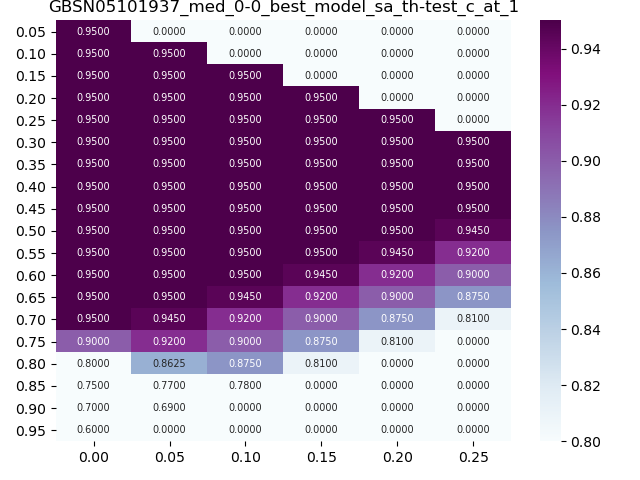 GBSN05101937_med_0-0_best_model_sa_th-test_c_at_1
0.05 0.9500 0.0000 0.0000 0.0000 0.0000 0.0000
0.10 0.9500 0.9500 0.0000 0.0000 0.0000 0.0000
0.15 0.9500 0.9500 0.9500 0.0000 0.0000 0.0000
0.20 0.9500 0.9500 0.9500 0.9500 0.0000 0.0000
0.25 0.9500 0.9500 0.9500 0.9500 0.9500 0.0000
0.30 0.9500 0.9500 0.9500 0.9500 0.9500 0.9500
0.35 0.9500 0.9500 0.9500 0.9500 0.9500 0.9500
0.40 0.9500 0.9500 0.9500 0.9500 0.9500 0.9500
0.45 0.9500 0.9500 0.9500 0.9500 0.9500 0.9500
0.50 0.9500 0.9500 0.9500 0.9500 0.9500 0.9450
0.55 0.9500 0.9500 0.9500 0.9500 0.9450 0.9200
0.60 0.9500 0.9500 0.9500 0.9450 0.9200 0.9000
0.65 0.9500 0.9500 0.9450 0.9200 0.9000 0.8750
0.70 0.9500 0.9450 0.9200 0.9000 0.8750 0.8100
0.75 0.9000 0.9200 0.9000 0.8750 0.8100 0.0000
0.80 0.8000 0.8625 0.8750 0.8100 0.0000 0.0000
0.85 0.7500 0.7700 0.7800 0.0000 0.0000 0.0000
0.90 0.7000 0.6900 0.0000 0.0000 0.0000 0.0000
0.95 0.6000 0.0000 0.0000 0.0000 0.0000 0.0000
0.00 0.05 0.10 0.15 0.20 0.25
0.94
0.92
0.90
0.88
0.86
0.84
0.82
0.80